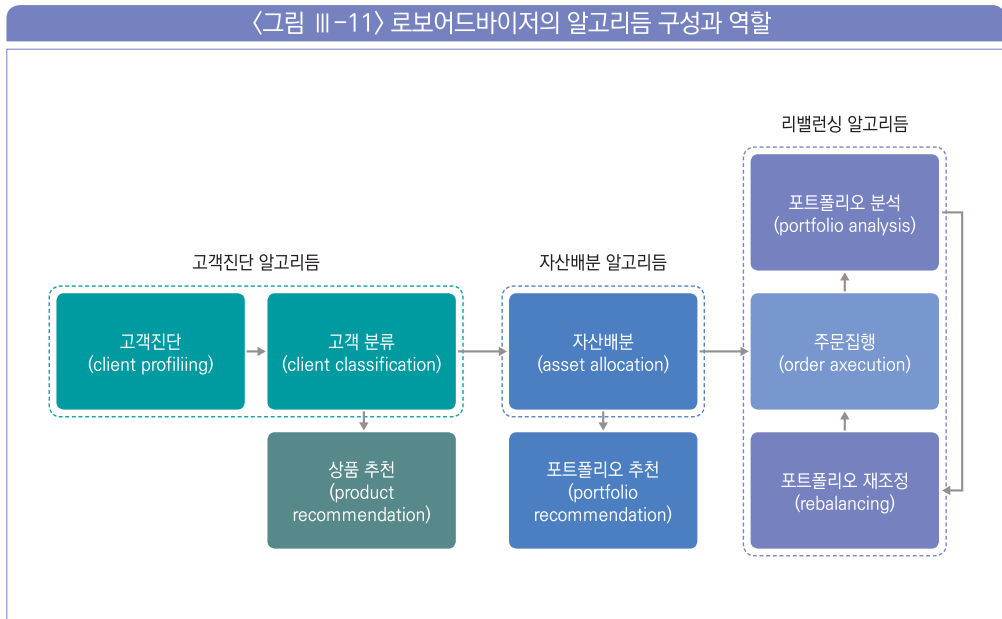 〈그림 Ⅲ-11〉 로보어드바이저의 알고리듬 구성과 역할
고객진단 알고리듬
고객진단
(client profiliing)
고객 분류
(client classification)
상품 추천
(product
recommendation)
자산배분 알고리듬
자산배분
(asset allocation)
포트폴리오 추천
(portfolio
recommendation)
리밸런싱 알고리듬
포트폴리오 분석
(portfolio analysis)
주문집행
(order axecution)
포트폴리오 재조정
(rebalancing)